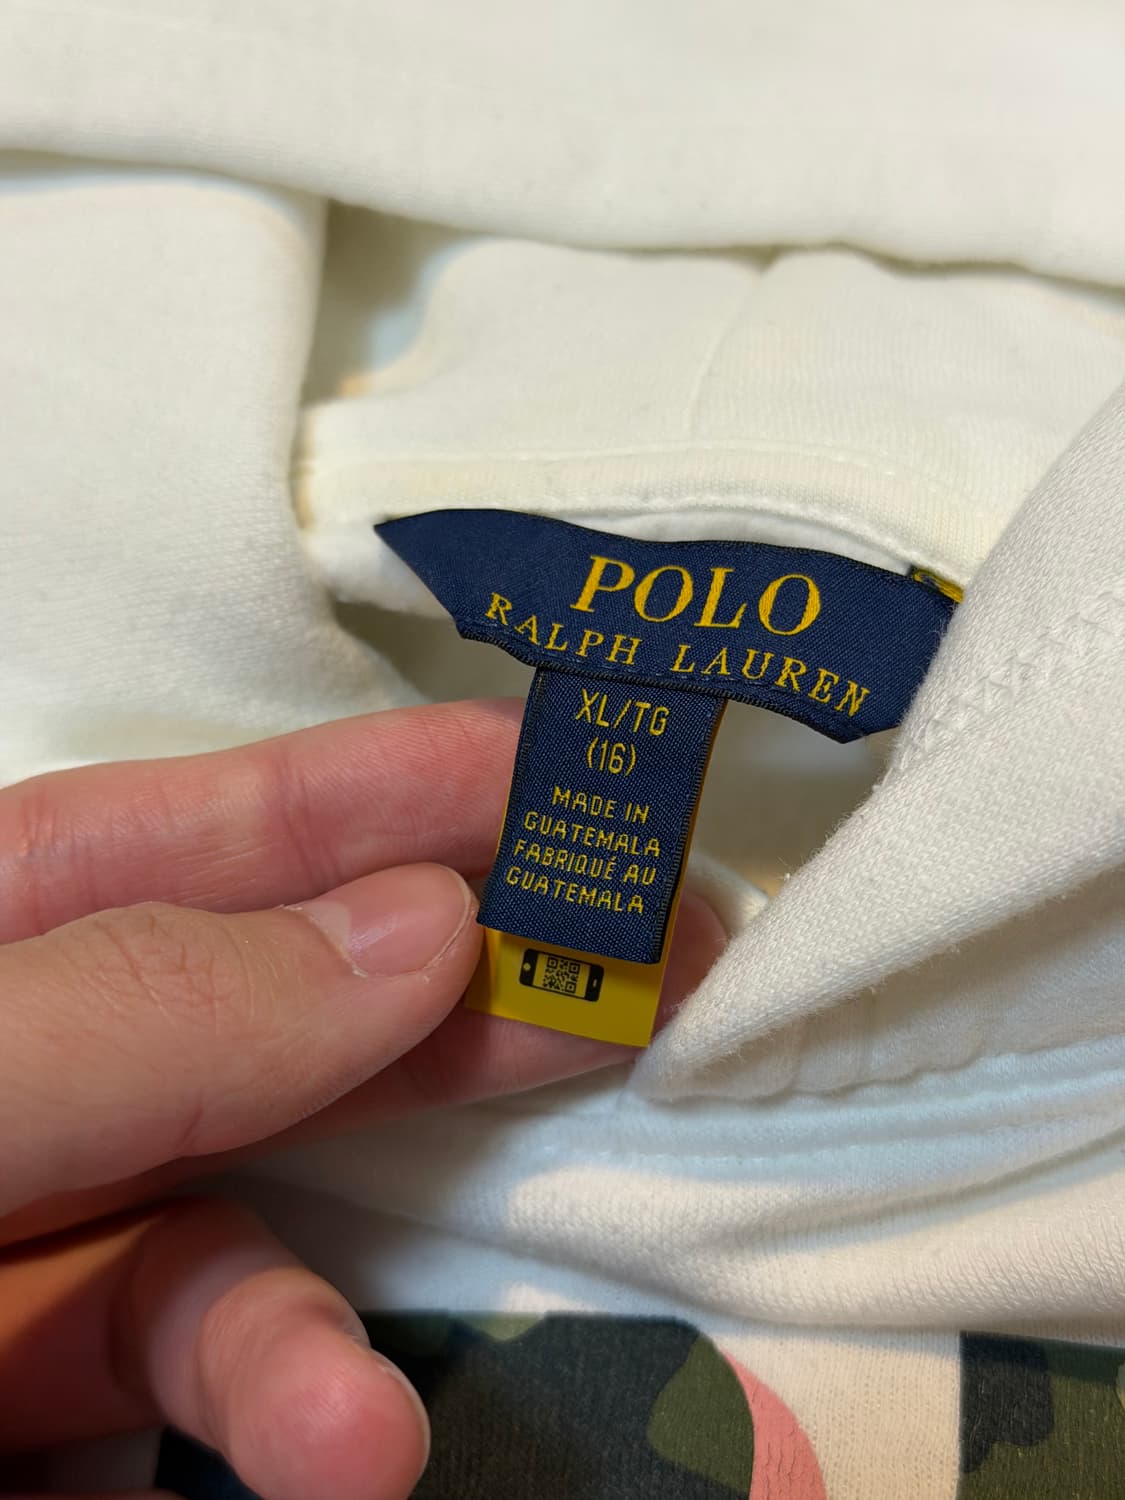 POLO
RALPH LAUREN
XL/TG
(16)
MADE IN
GUATEMALA
FABRIQUÉ AU
GUATEMALA